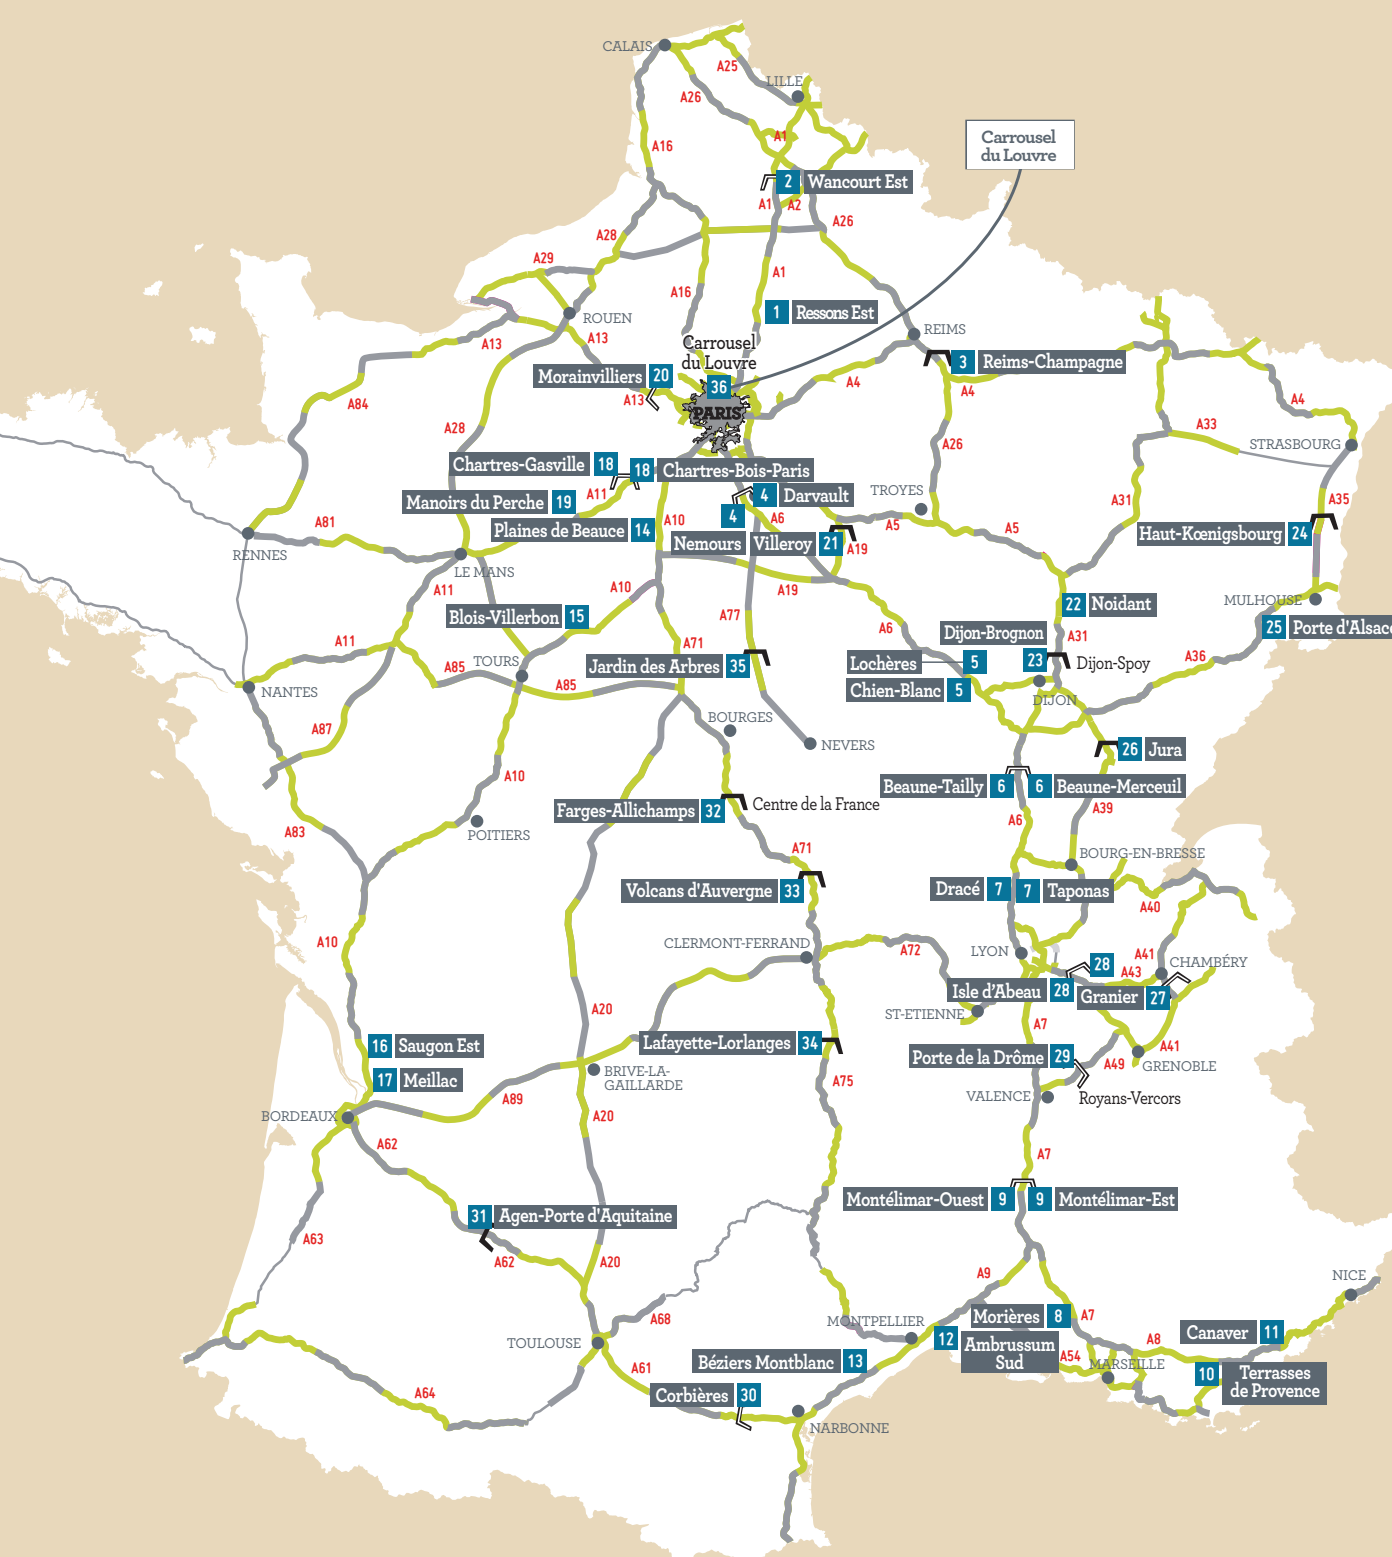 CALAIS
A25
LILLE
A26
A1
Carrousel
du Louvre
A16
2 Wancourt Est
A1
A2
A26
A28
A29
A1
A16
1 Ressons Est
ROUEN
A13
A13
REIMS
Carrousel
du Louvre
3 Reims-Champagne
Morainvilliers 20
36
A4
A4
A13
PARIS
A84
A4
A28
A33
A26
STRASBOURG
Chartres-Gasville 18
18 Chartres-Bois-Paris
TROYES
A11
4 Darvault
A31
A35
Manoirs du Perche 19
4
A6
A81
A10
A5
A5
Plaines de Beauce 14
Haut-Kœnigsbourg 24
Nemours
Villeroy 21
A19
RENNES
LE MANS
A11
A10
A19
MULHOUSE
22 Noidant
Blois-Villerbon 15
A77
A6
25 Porte d'Alsac
Dijon-Brognon
A31
A11
A71
A36
TOURS
A85
Jardin des Arbres 35
Lochères 5
23
Dijon-Spoy
A85
Chien-Blanc 5
NANTES
DIJON
BOURGES
A87
NEVERS
26 Jura
A10
Beaune-Tailly 6
6 Beaune-Merceuil
Farges-Allichamps 32
Centre de la France
A39
A6
A83
POITIERS
A71
BOURG-EN-BRESSE
Volcans d'Auvergne 33
Dracé 7
7 Taponas
A40
A10
CLERMONT-FERRAND
A72
LYON
A41
CHAMBÉRY
28
A43
Isle d'Abeau 28
Granier 27
A20
ST-ETIENNE
A7
16 Saugon Est
Lafayette-Lorlanges 34
A41
Porte de la Drôme 29
A49
GRENOBLE
BRIVE-LA-
GAILLARDE
17 Meillac
A75
VALENCE
Royans-Vercors
A89
BORDEAUX
A20
A62
A7
Montélimar-Ouest 9
9 Montélimar-Est
31 Agen-Porte d'Aquitaine
A63
A62
A20
A9
NICE
A68
Morières 8
A7
MONTPELLIER
Canaver 11
TOULOUSE
12 Ambrussum
Sud
A8
A54
Béziers Montblanc 13
MARSEILLE
A61
10 Terrasses
de Provence
A64
Corbières 30
NARBONNE